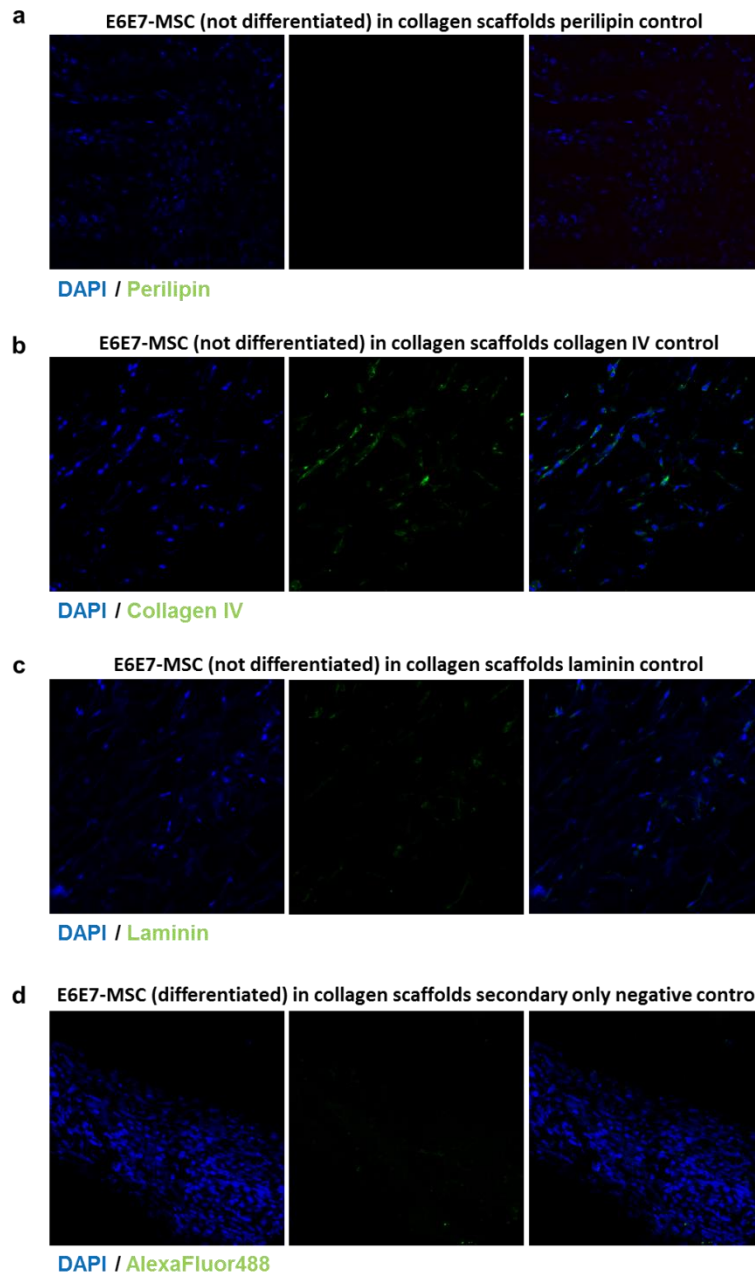 a
E6E7-MSC (not differentiated) in collagen scaffolds perilipin control
DAPI / Perilipin
b
E6E7-MSC (not differentiated) in collagen scaffolds collagen IV control
DAPI / Collagen IV
c
E6E7-MSC (not differentiated) in collagen scaffolds laminin control
DAPI / Laminin
d
E6E7-MSC (differentiated) in collagen scaffolds secondary only negative contro
DAPI / AlexaFluor488